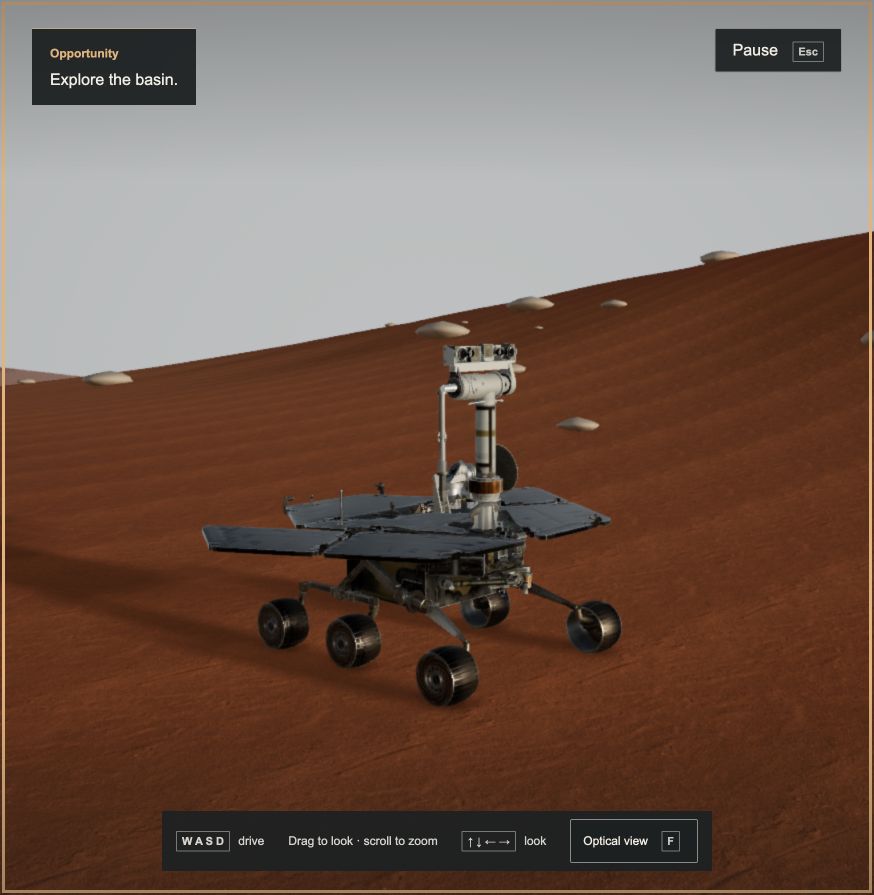 Opportunity
Explore the basin.
Pause Esc
W A S D drive Drag to look · scroll to zoom ↑↓←→ look Optical view F